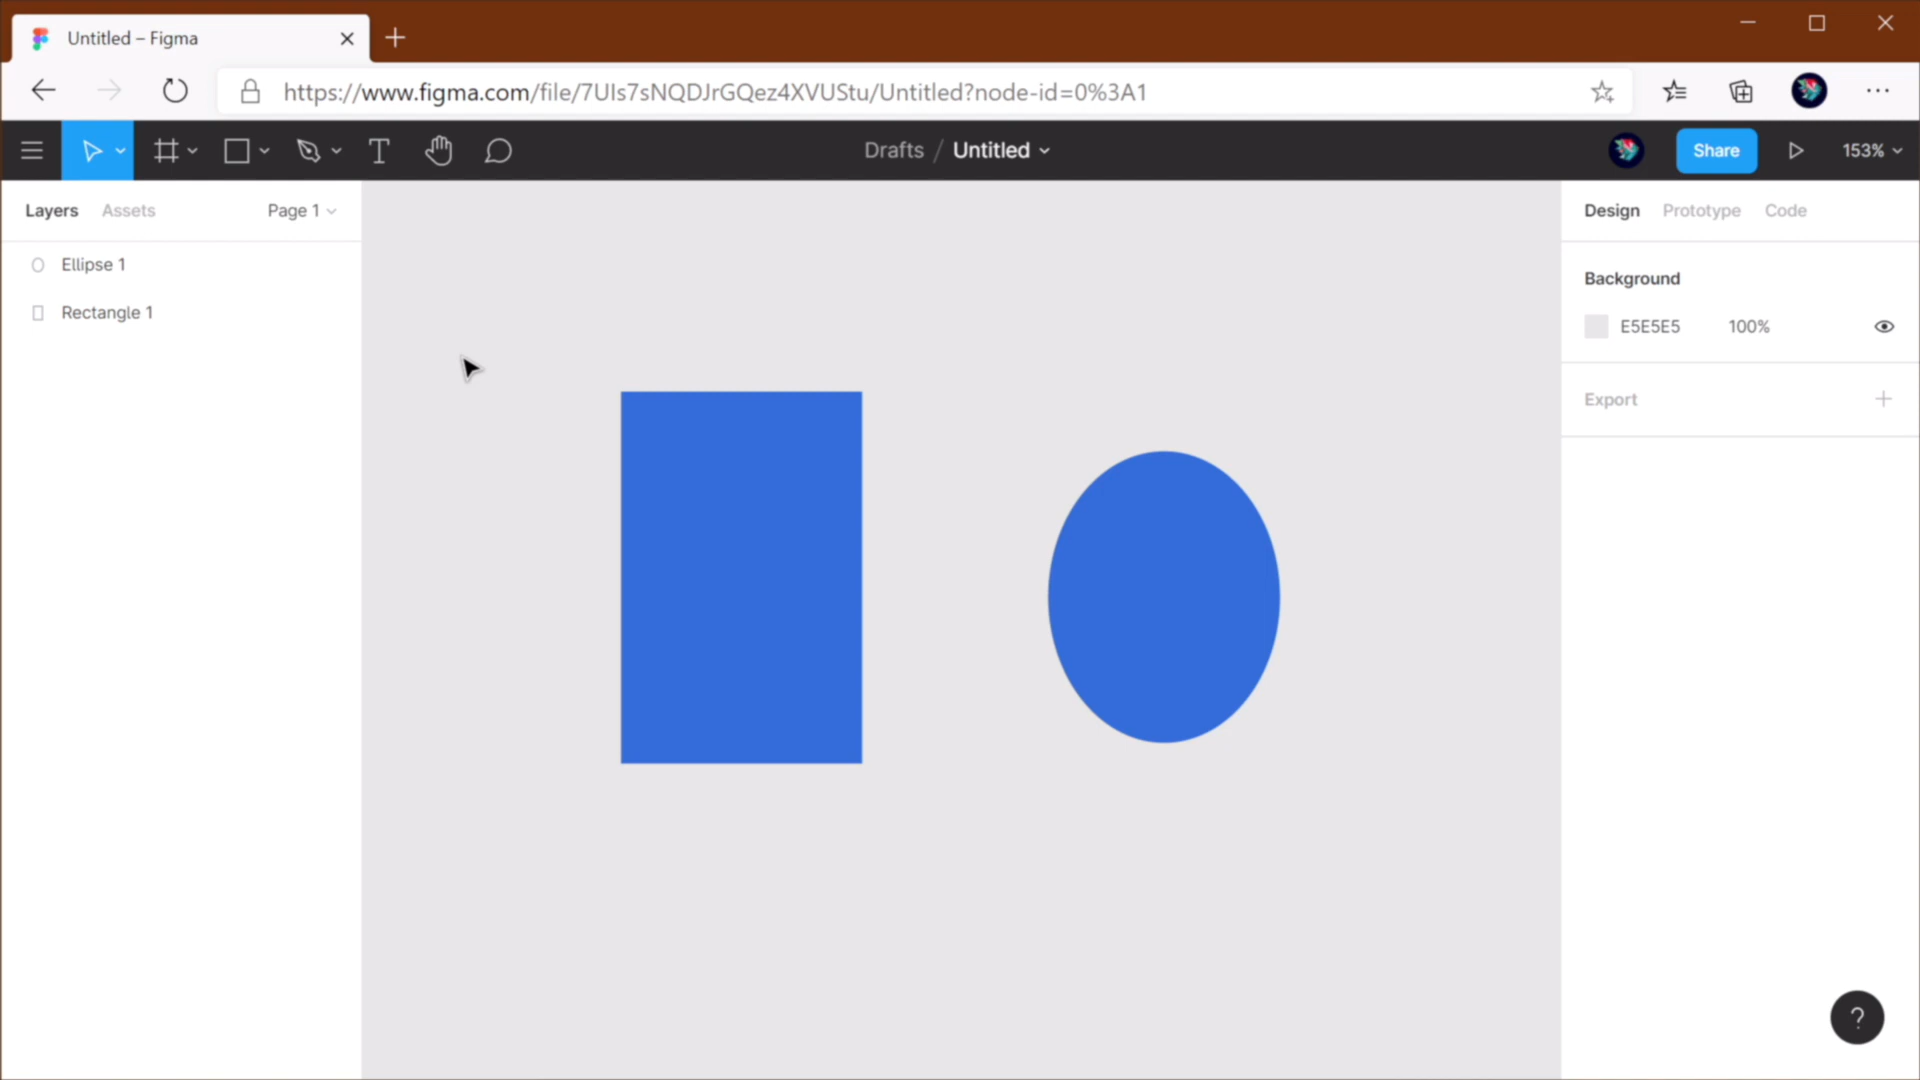 Untitled – Figma
https://www.figma.com/file/7UIs7sNQDJrGQez4XVUStu/Untitled?node-id=0%3A1
Drafts / Untitled
Share
153%
Layers Assets Page 1
Design Prototype Code
Ellipse 1
Rectangle 1
Background
E5E5E5 100%
Export
?